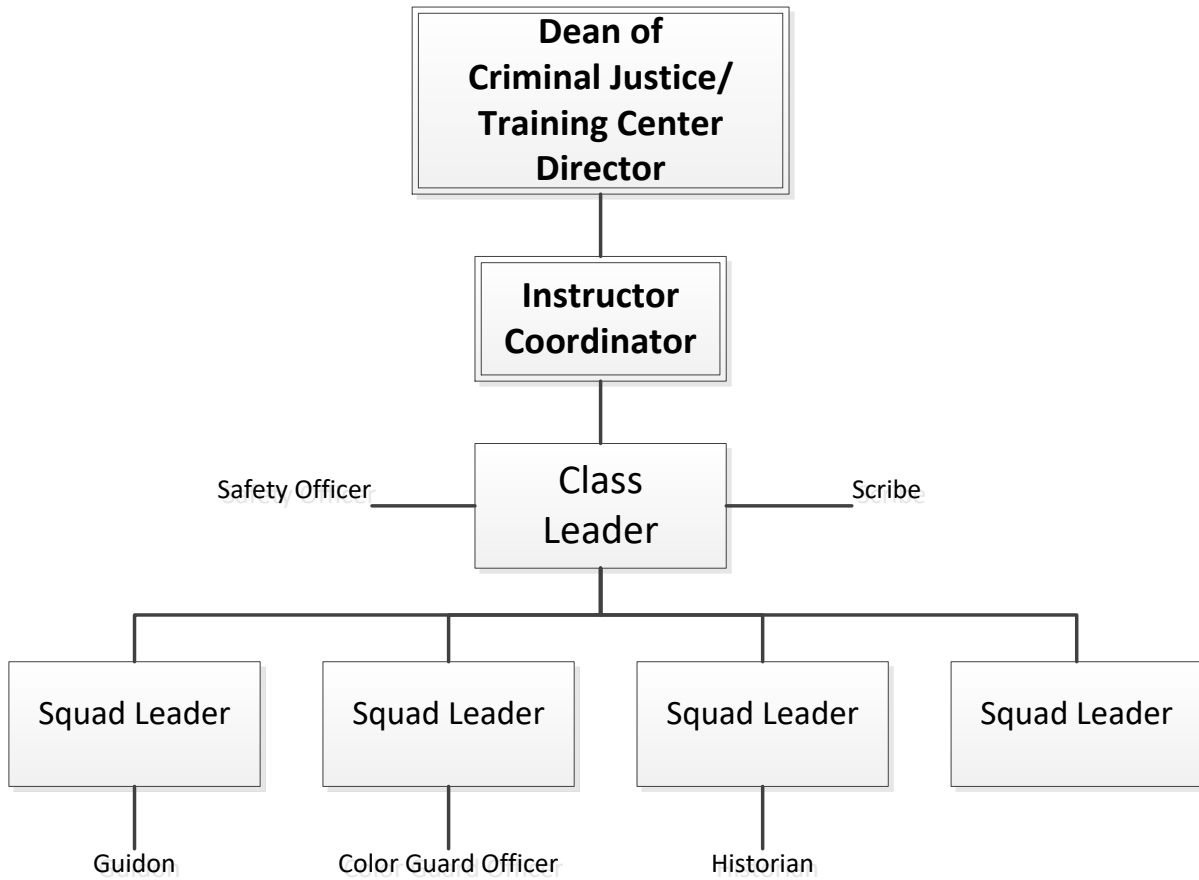 Dean of
Criminal Justice/
Training Center
Director
Instructor
Coordinator
Class
Leader
Safety Officer
Scribe
Squad Leader
Squad Leader
Squad Leader
Squad Leader
Guidon
Color Guard Officer
Historian